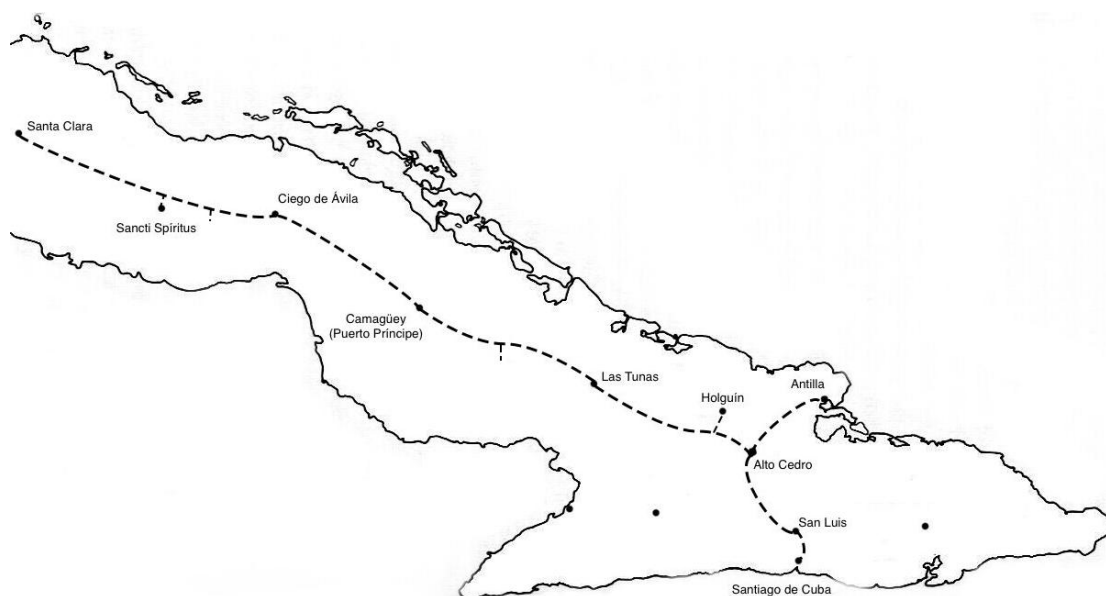 Santa Clara
Ciego de Ávila
Sancti Spíritus
Camagüey
(Puerto Príncipe)
Las Tunas
Holguín
Antilla
Alto Cedro
San Luis
Santiago de Cuba